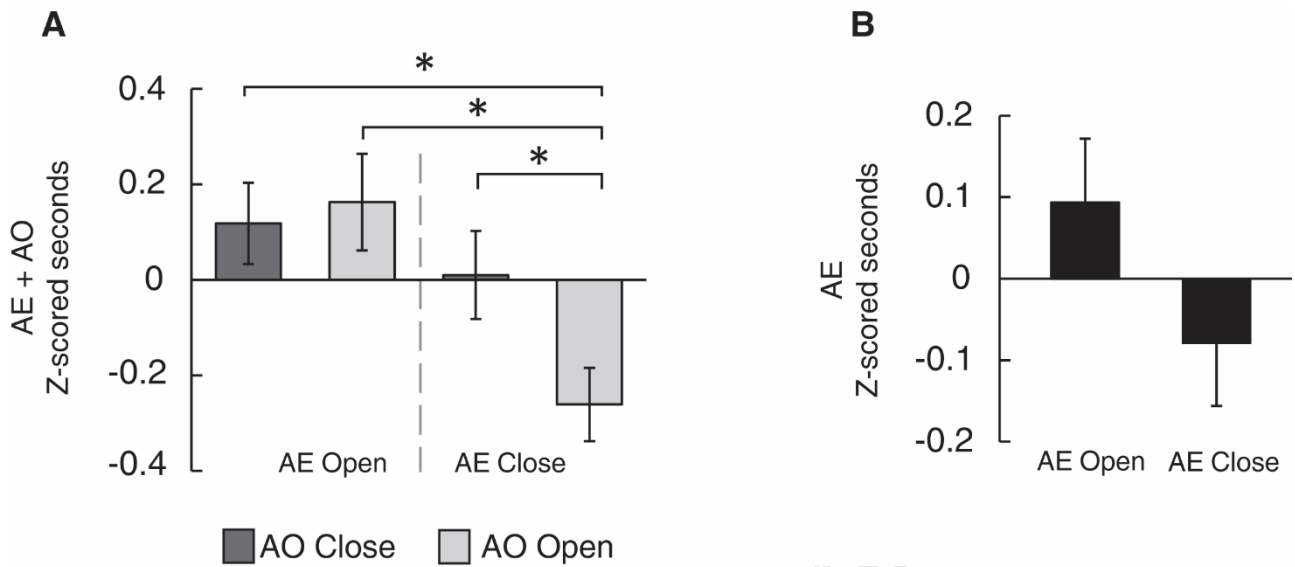 A
AE + AO
Z-scored seconds
0.4
0.2
0
-0.2
-0.4
*
*
*
AE Open
AE Close
AO Close
AO Open
B
AE
Z-scored seconds
0.2
0.1
0
-0.1
-0.2
AE Open
AE Close